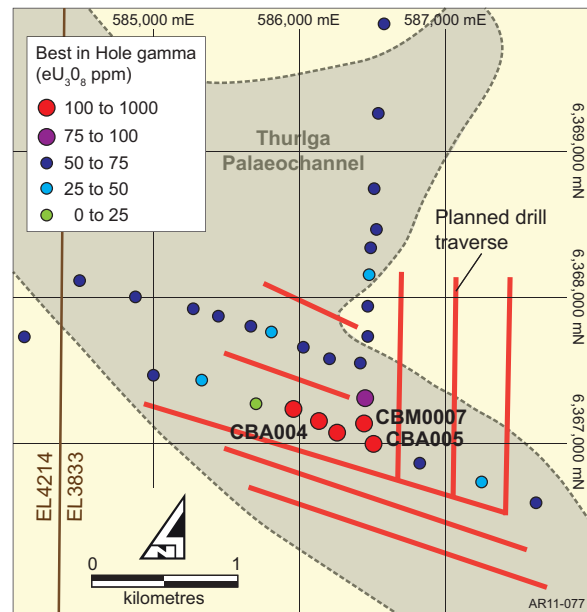 585,000 mE
586,000 mE
587,000 mE
Best in Hole gamma
(eU₃0₈ ppm)
100 to 1000
75 to 100
50 to 75
25 to 50
0 to 25
Thurlga
Palaeochannel
6,369,000 mN
Planned drill
traverse
6,368,000 mN
CBM0007
CBA004
CBA005
6,367,000 mN
EL4214
EL3833
N
0
1
kilometres
AR11-077